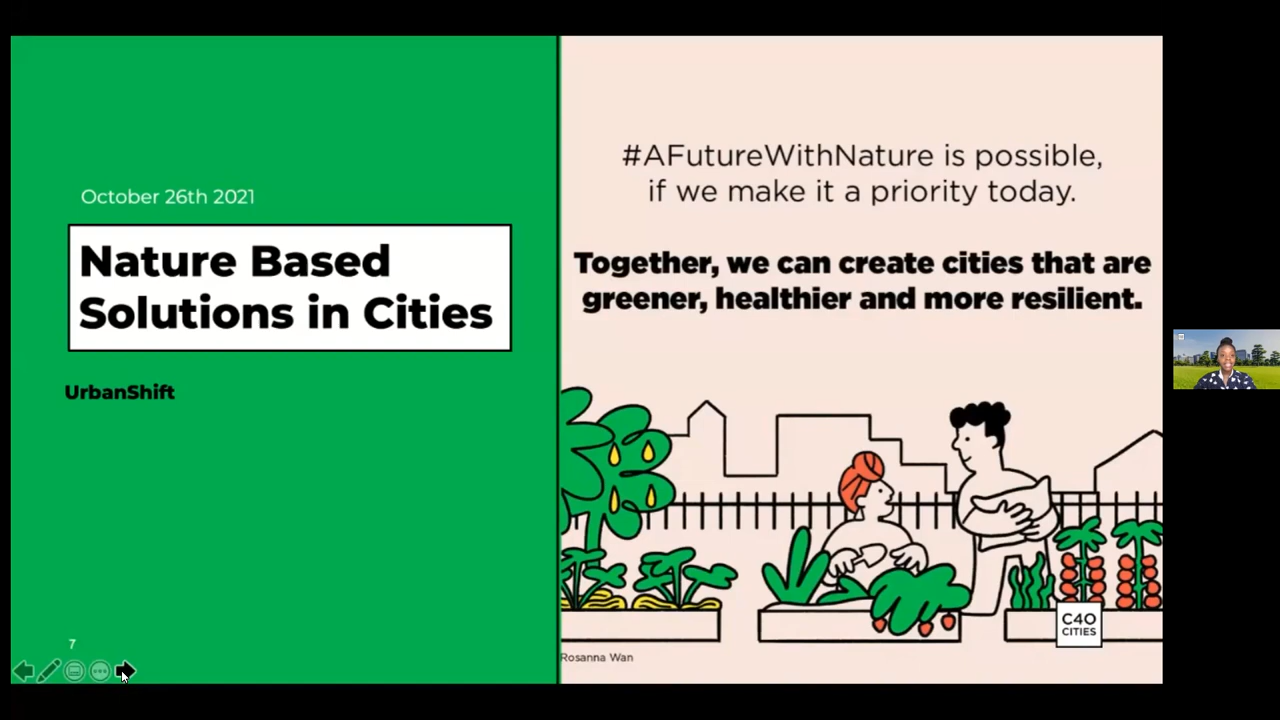 October 26th 2021
Nature Based
Solutions in Cities
UrbanShift
7
#AFutureWithNature is possible,
if we make it a priority today.
Together, we can create cities that are
greener, healthier and more resilient.
C40
CITIES
Rosanna Wan